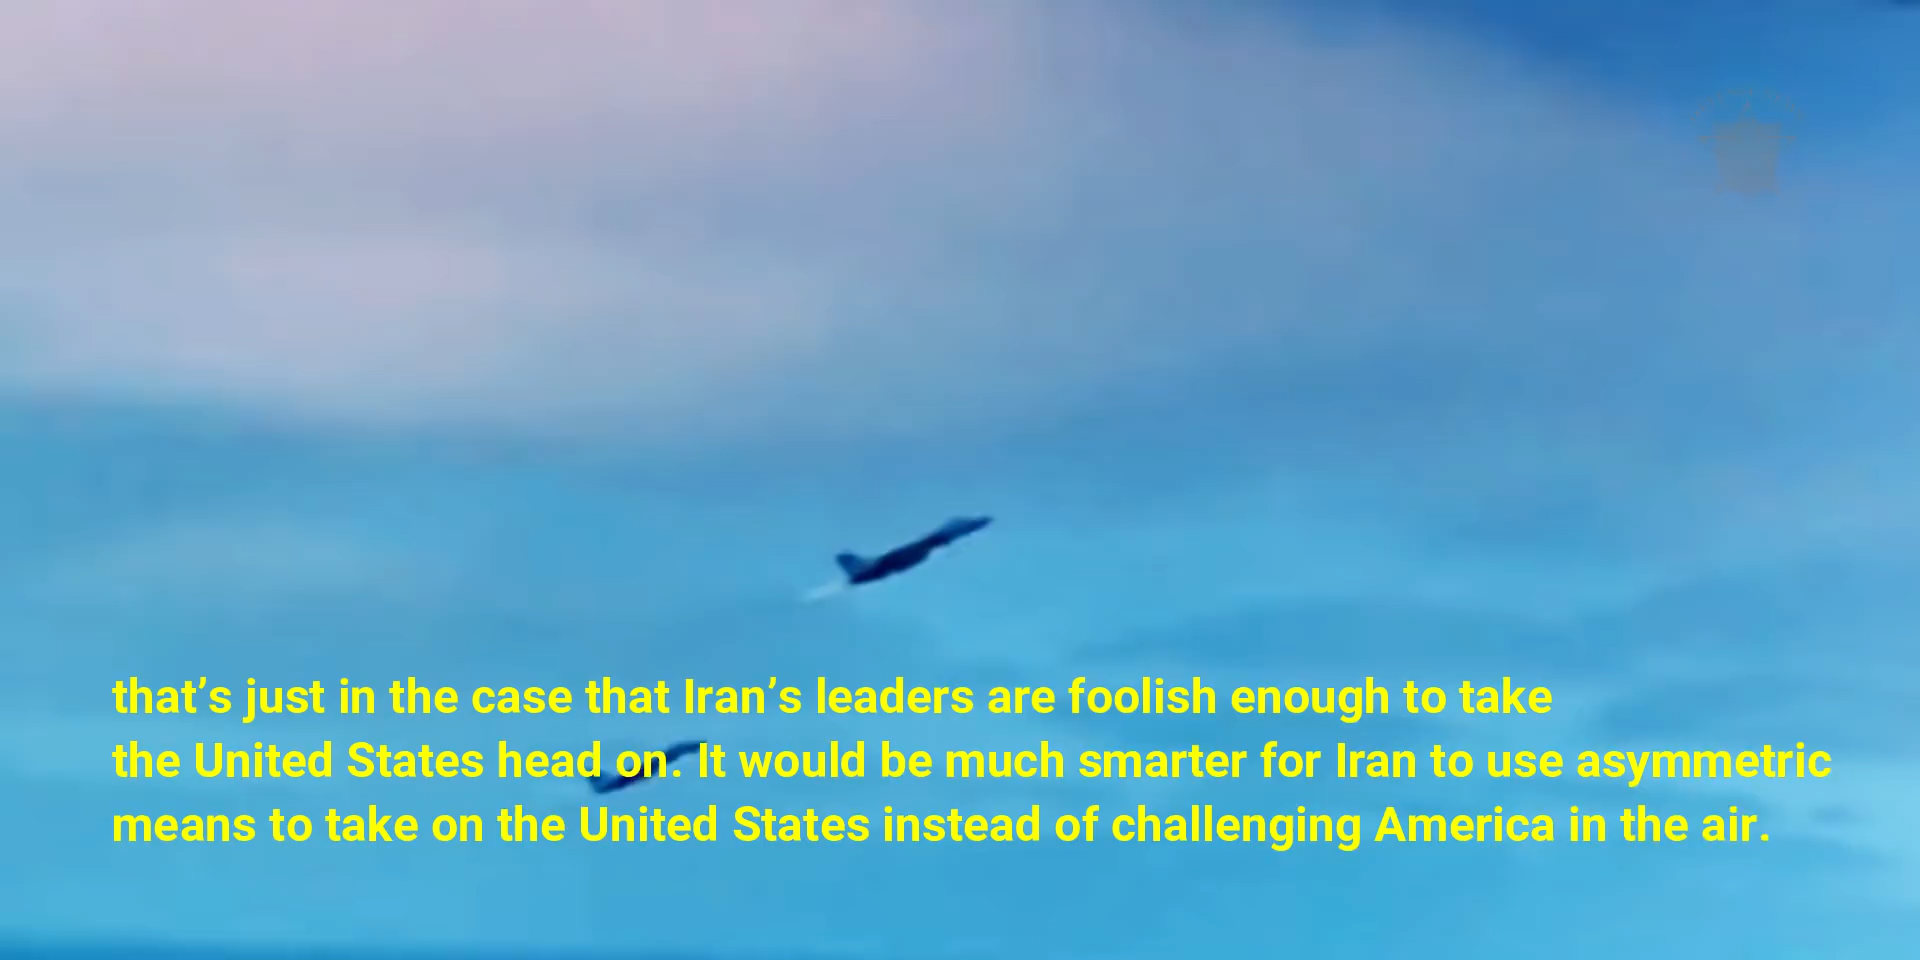 that’s just in the case that Iran’s leaders are foolish enough to take
the United States head on. It would be much smarter for Iran to use asymmetric
means to take on the United States instead of challenging America in the air.